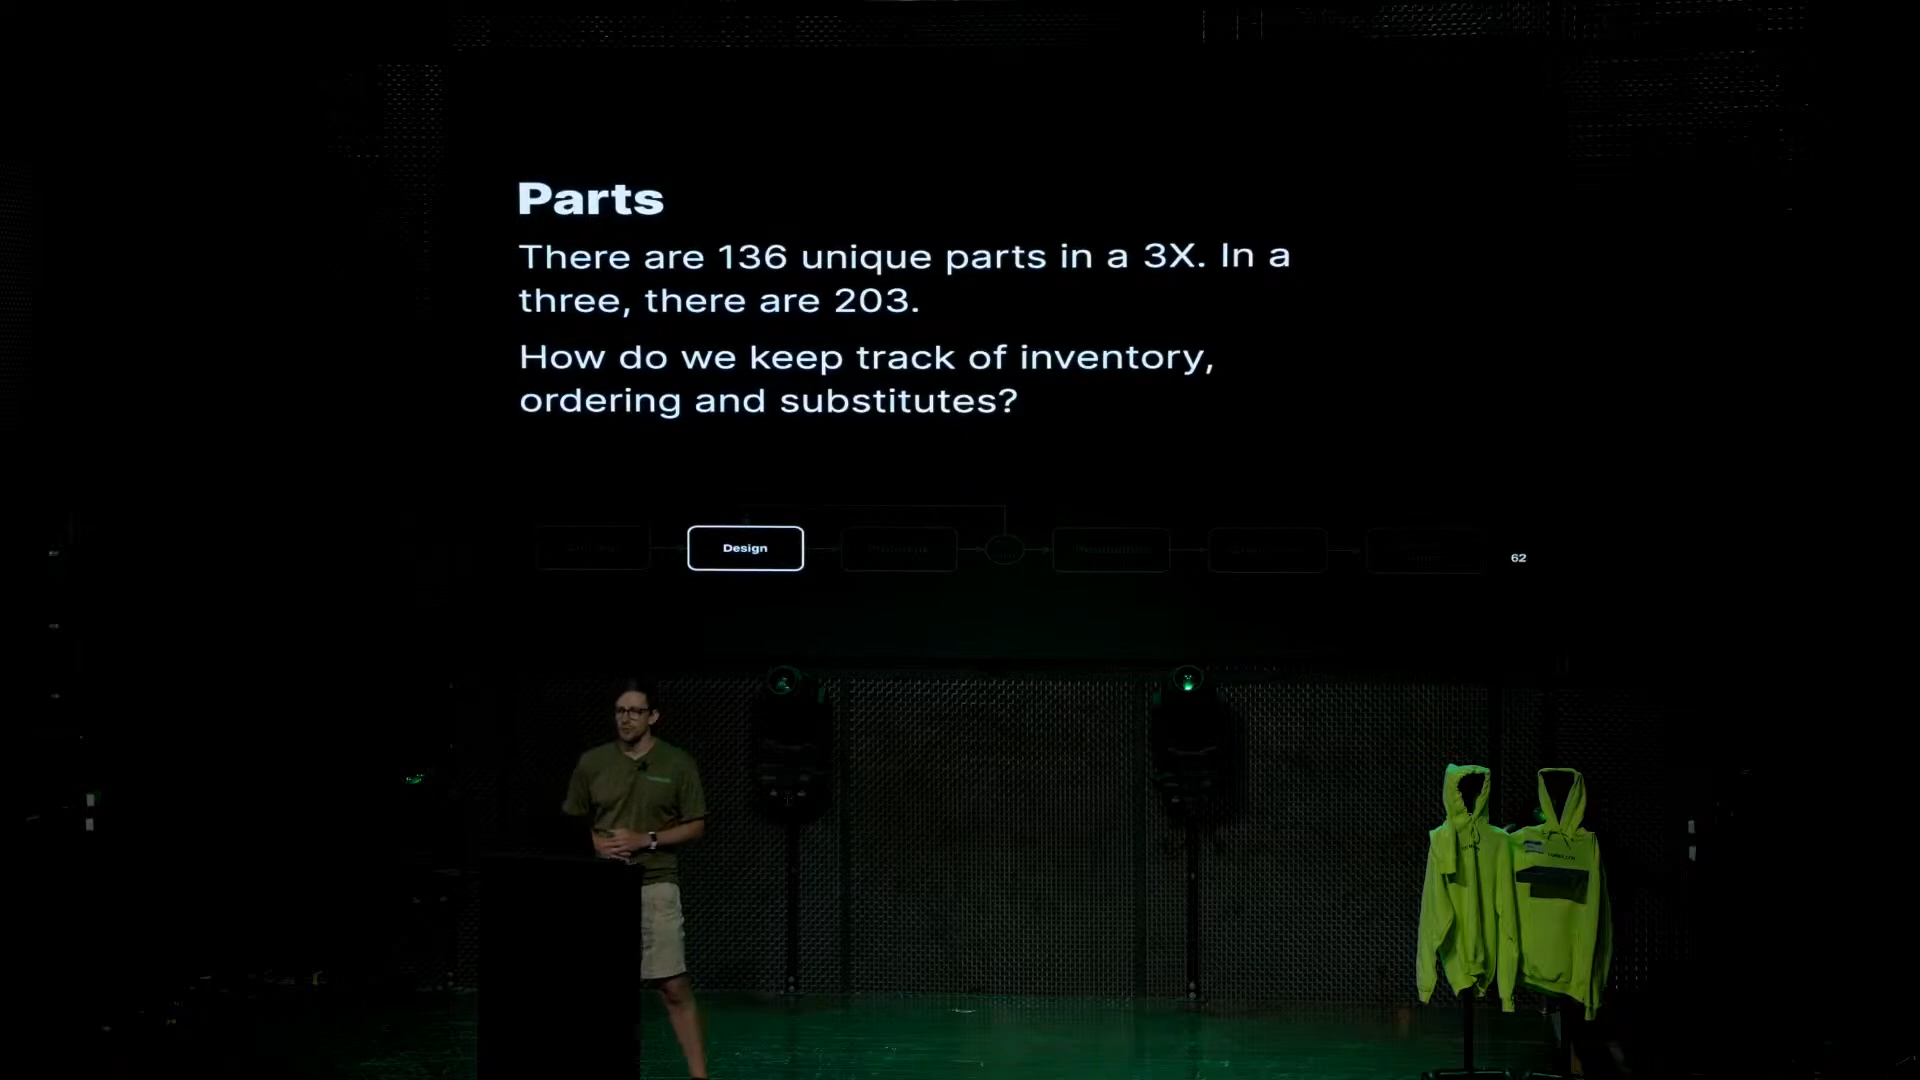 Parts
There are 136 unique parts in a 3X. In a
three, there are 203.
How do we keep track of inventory,
ordering and substitutes?
Design
62